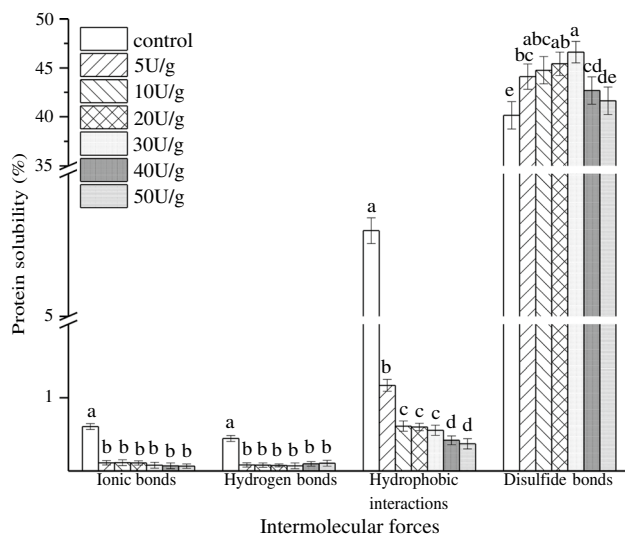 50
45
40
35
5
1
Protein solubility (%)
control
5U/g
10U/g
20U/g
30U/g
40U/g
50U/g
a
b b b b b b
a
b b b b b b
a
b
c c c
d d
e
bc
abc
ab
a
cd
de
Ionic bonds
Hydrogen bonds
Hydrophobic
interactions
Disulfide bonds
Intermolecular forces